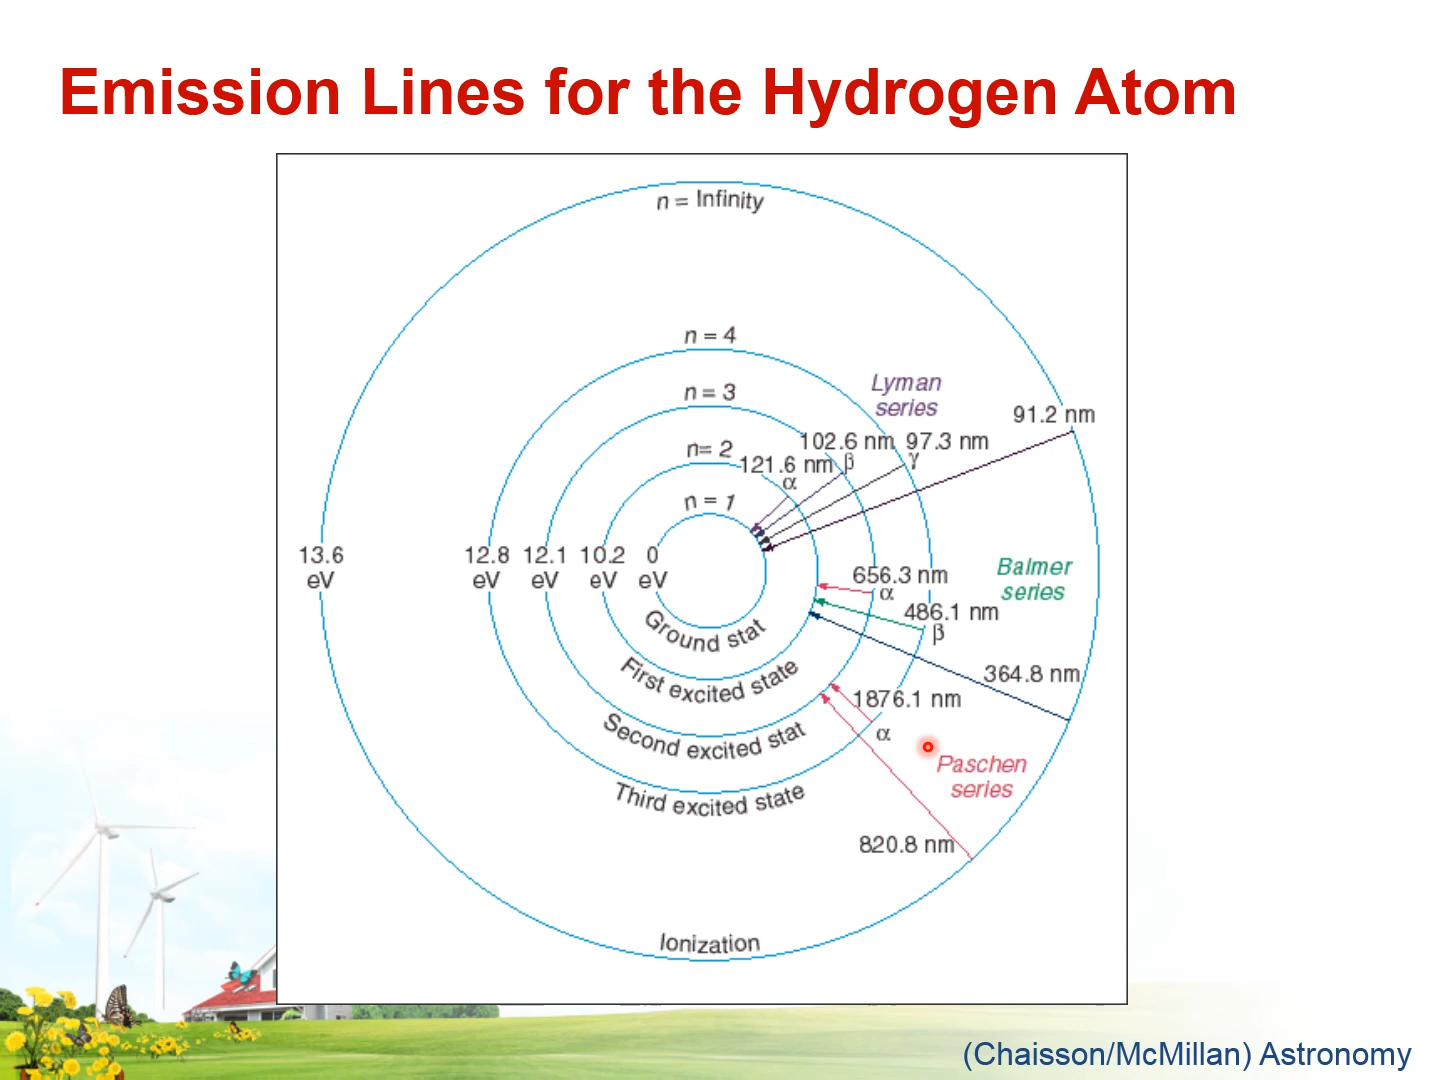 Emission Lines for the Hydrogen Atom
n = Infinity
n = 4
n = 3
n= 2
n = 1
Lyman
series
91.2 nm
102.6 nm
β
97.3 nm
γ
121.6 nm
α
13.6
eV
12.8
eV
12.1
eV
10.2
eV
0
eV
656.3 nm
α
Balmer
series
486.1 nm
β
364.8 nm
Ground stat
First excited state
Second excited stat
Third excited state
1876.1 nm
α
Paschen
series
820.8 nm
Ionization
(Chaisson/McMillan) Astronomy